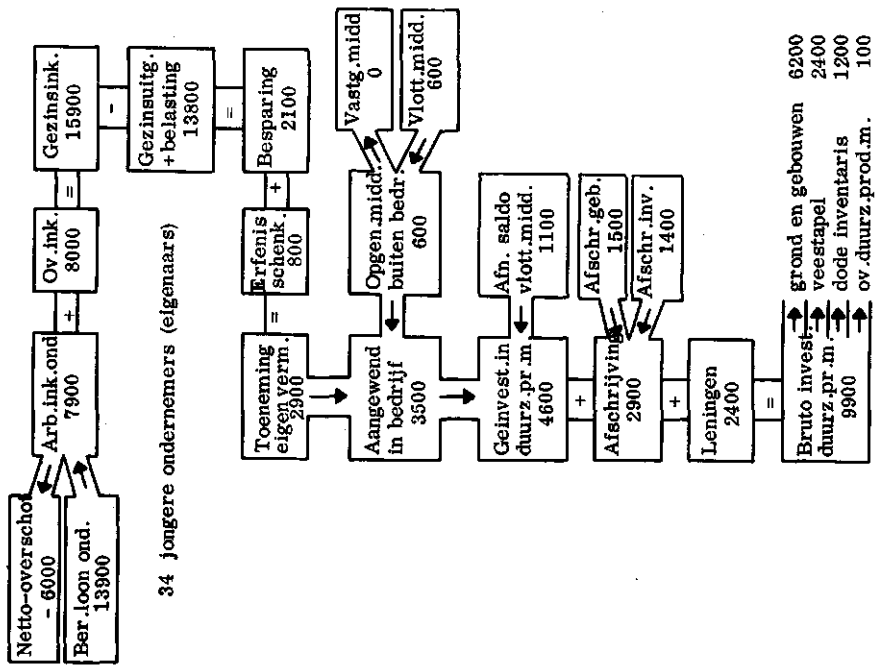 Netto-overschot
- 6000
Ber.loon ond.
13900
Arb.ink.ond
7900
+
Ov.ink.
8000
=
Gezinsink.
15900
-
Gezinsuitg.
+belasting
13800
=
Besparing
2100
+
Erfenis
schenk.
800
=
Toeneming
eigen verm.
2900
34 jongere ondernemers (eigenaars)
Vastg.midd
0
Vlott.midd.
600
Opgen.midd.
buiten bedr.
600
Aangewend
in bedrijf
3500
Afn. saldo
vlott.midd.
1100
Geinvest.in
duurz.pr.m
4600
+
Afschr.geb.
1500
Afschr.inv.
1400
Afschrijving
2900
+
Leningen
2400
=
Bruto invest.
duurz.pr.m.
9900
grond en gebouwen 6200
veestapel 2400
dode inventaris 1200
ov.duurz.prod.m. 100